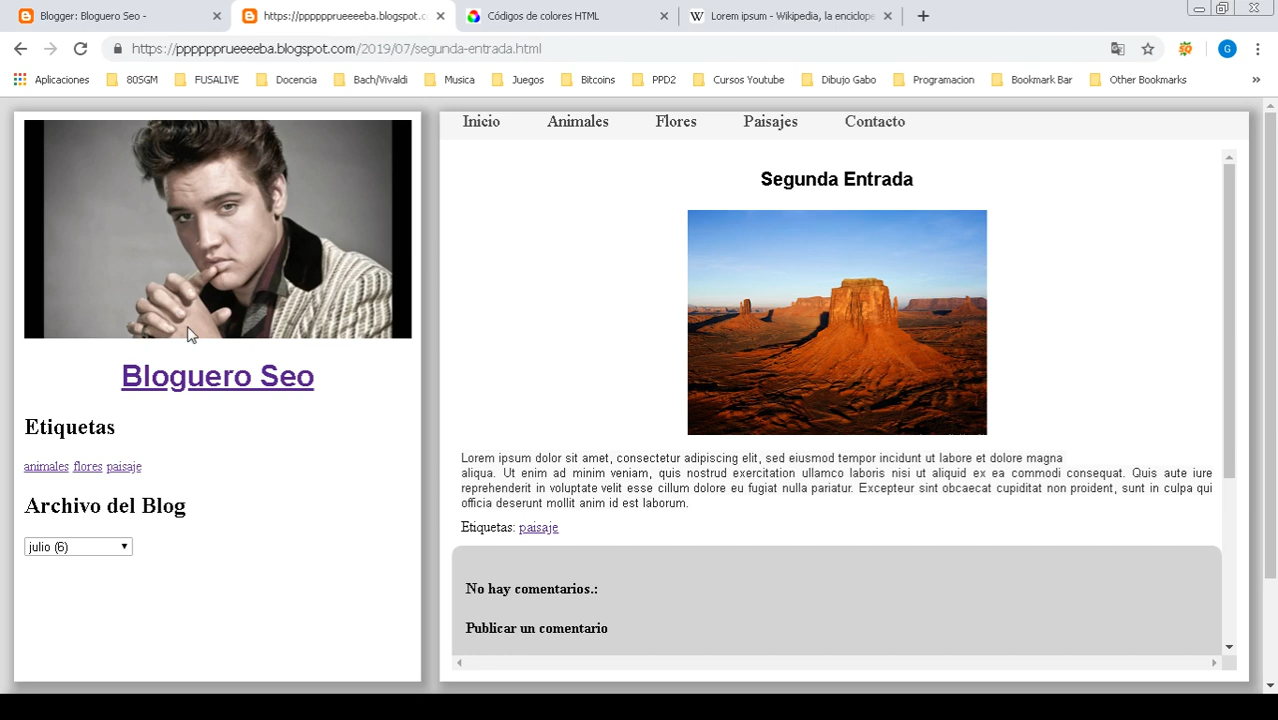 Blogger: Bloguero Seo -
https://pppppprueeeeba.blogspot.c
Códigos de colores HTML
Lorem ipsum - Wikipedia, la enciclope
https://pppppprueeeeba.blogspot.com/2019/07/segunda-entrada.html
Aplicaciones 805GM FUSALIVE Docencia Bach/Vivaldi Musica Juegos Bitcoins PPD2 Cursos Youtube Dibujo Gabo Programacion Bookmark Bar Other Bookmarks »
Bloguero Seo
Etiquetas
animales flores paisaje
Archivo del Blog
julio (6)
Inicio Animales Flores Paisajes Contacto
Segunda Entrada
Lorem ipsum dolor sit amet, consectetur adipiscing elit, sed eiusmod tempor incidunt ut labore et dolore magna
aliqua. Ut enim ad minim veniam, quis nostrud exercitation ullamco laboris nisi ut aliquid ex ea commodi consequat. Quis aute iure
reprehenderit in voluptate velit esse cillum dolore eu fugiat nulla pariatur. Excepteur sint obcaecat cupiditat non proident, sunt in culpa qui
officia deserunt mollit anim id est laborum.
Etiquetas: paisaje
No hay comentarios.:
Publicar un comentario